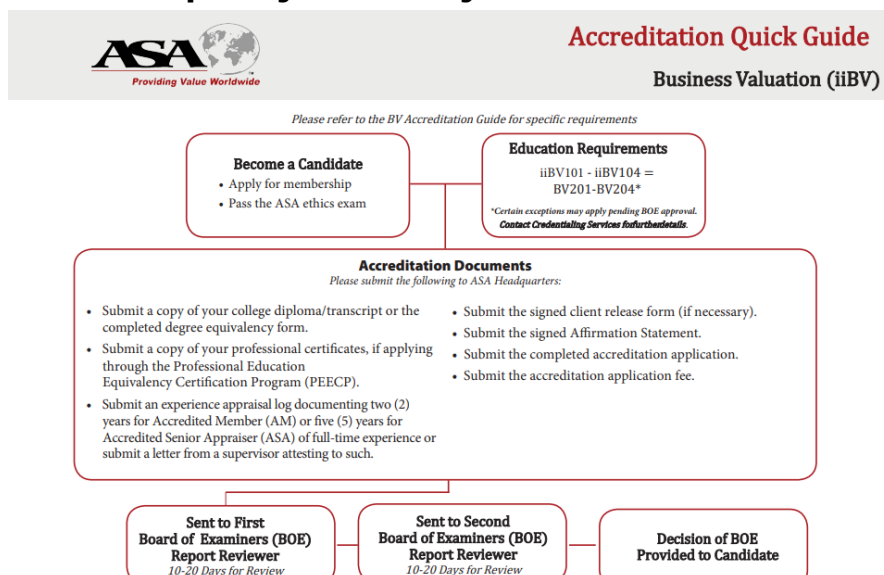 ASA
Providing Value Worldwide
Accreditation Quick Guide
Business Valuation (iiBV)
Please refer to the BV Accreditation Guide for specific requirements
Become a Candidate
• Apply for membership
• Pass the ASA ethics exam
Education Requirements
iiBV101 - iiBV104 =
BV201-BV204*
*Certain exceptions may apply pending BOE approval.
Contact Credentialing Services for further details.
Accreditation Documents
Please submit the following to ASA Headquarters:
• Submit a copy of your college diploma/transcript or the
completed degree equivalency form.
• Submit a copy of your professional certificates, if applying
through the Professional Education
Equivalency Certification Program (PEECP).
• Submit an experience appraisal log documenting two (2)
years for Accredited Member (AM) or five (5) years for
Accredited Senior Appraiser (ASA) of full-time experience or
submit a letter from a supervisor attesting to such.
• Submit the signed client release form (if necessary).
• Submit the signed Affirmation Statement.
• Submit the completed accreditation application.
• Submit the accreditation application fee.
Sent to First
Board of Examiners (BOE)
Report Reviewer
10-20 Days for Review
Sent to Second
Board of Examiners (BOE)
Report Reviewer
10-20 Days for Review
Decision of BOE
Provided to Candidate